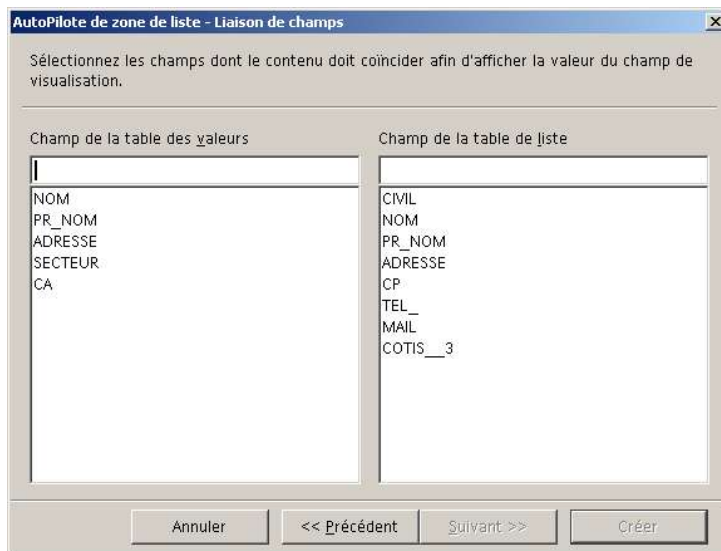 AutoPilote de zone de liste - Liaison de champs
Sélectionnez les champs dont le contenu doit coïncider afin d'afficher la valeur du champ de
visualisation.
Champ de la table des valeurs
NOM
PR_NOM
ADRESSE
SECTEUR
CA
Champ de la table de liste
CIVIL
NOM
PR_NOM
ADRESSE
CP
TEL_
MAIL
COTIS__3
Annuler
<< Précédent
Suivant >>
Créer